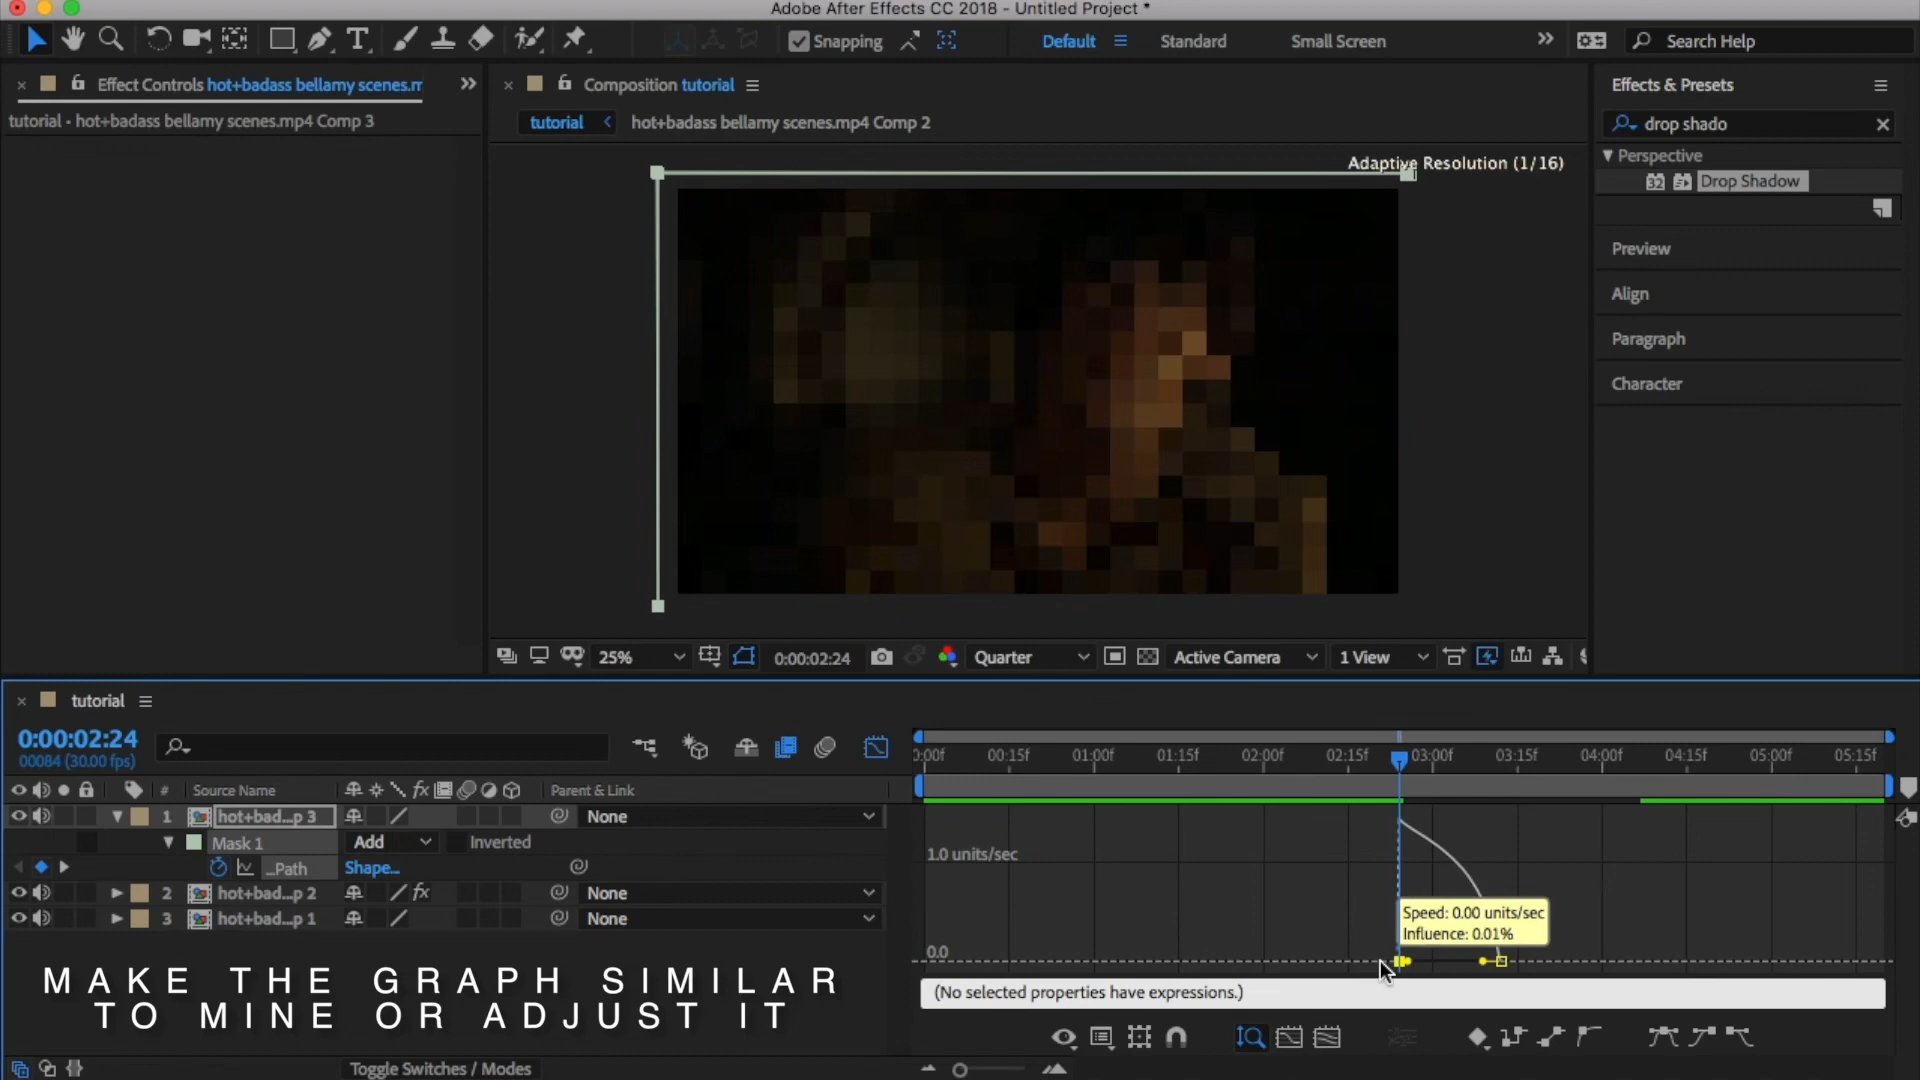 Adobe After Effects CC 2018 - Untitled Project *
Snapping
Default
Standard
Small Screen
Search Help
Effect Controls hot+badass bellamy scenes.m
Composition tutorial
Effects & Presets
tutorial • hot+badass bellamy scenes.mp4 Comp 3
tutorial
hot+badass bellamy scenes.mp4 Comp 2
drop shado
Perspective
Adaptive Resolution (1/16)
32
Drop Shadow
Preview
Align
Paragraph
Character
25%
0:00:02:24
Quarter
Active Camera
1 View
tutorial
0:00:02:24
00084 (30.00 fps)
):00f 00:15f 01:00f 01:15f 02:00f 02:15f 03:00f 03:15f 04:00f 04:15f 05:00f 05:15f
# Source Name fx Parent & Link
1 hot+bad...p 3 None
Mask 1 Add Inverted
_Path Shape...
2 hot+bad...p 2 fx None
3 hot+bad...p 1 None
1.0 units/sec
Speed: 0.00 units/sec
Influence: 0.01%
0.0
MAKE THE GRAPH SIMILAR
TO MINE OR ADJUST IT
(No selected properties have expressions.)
Toggle Switches / Modes